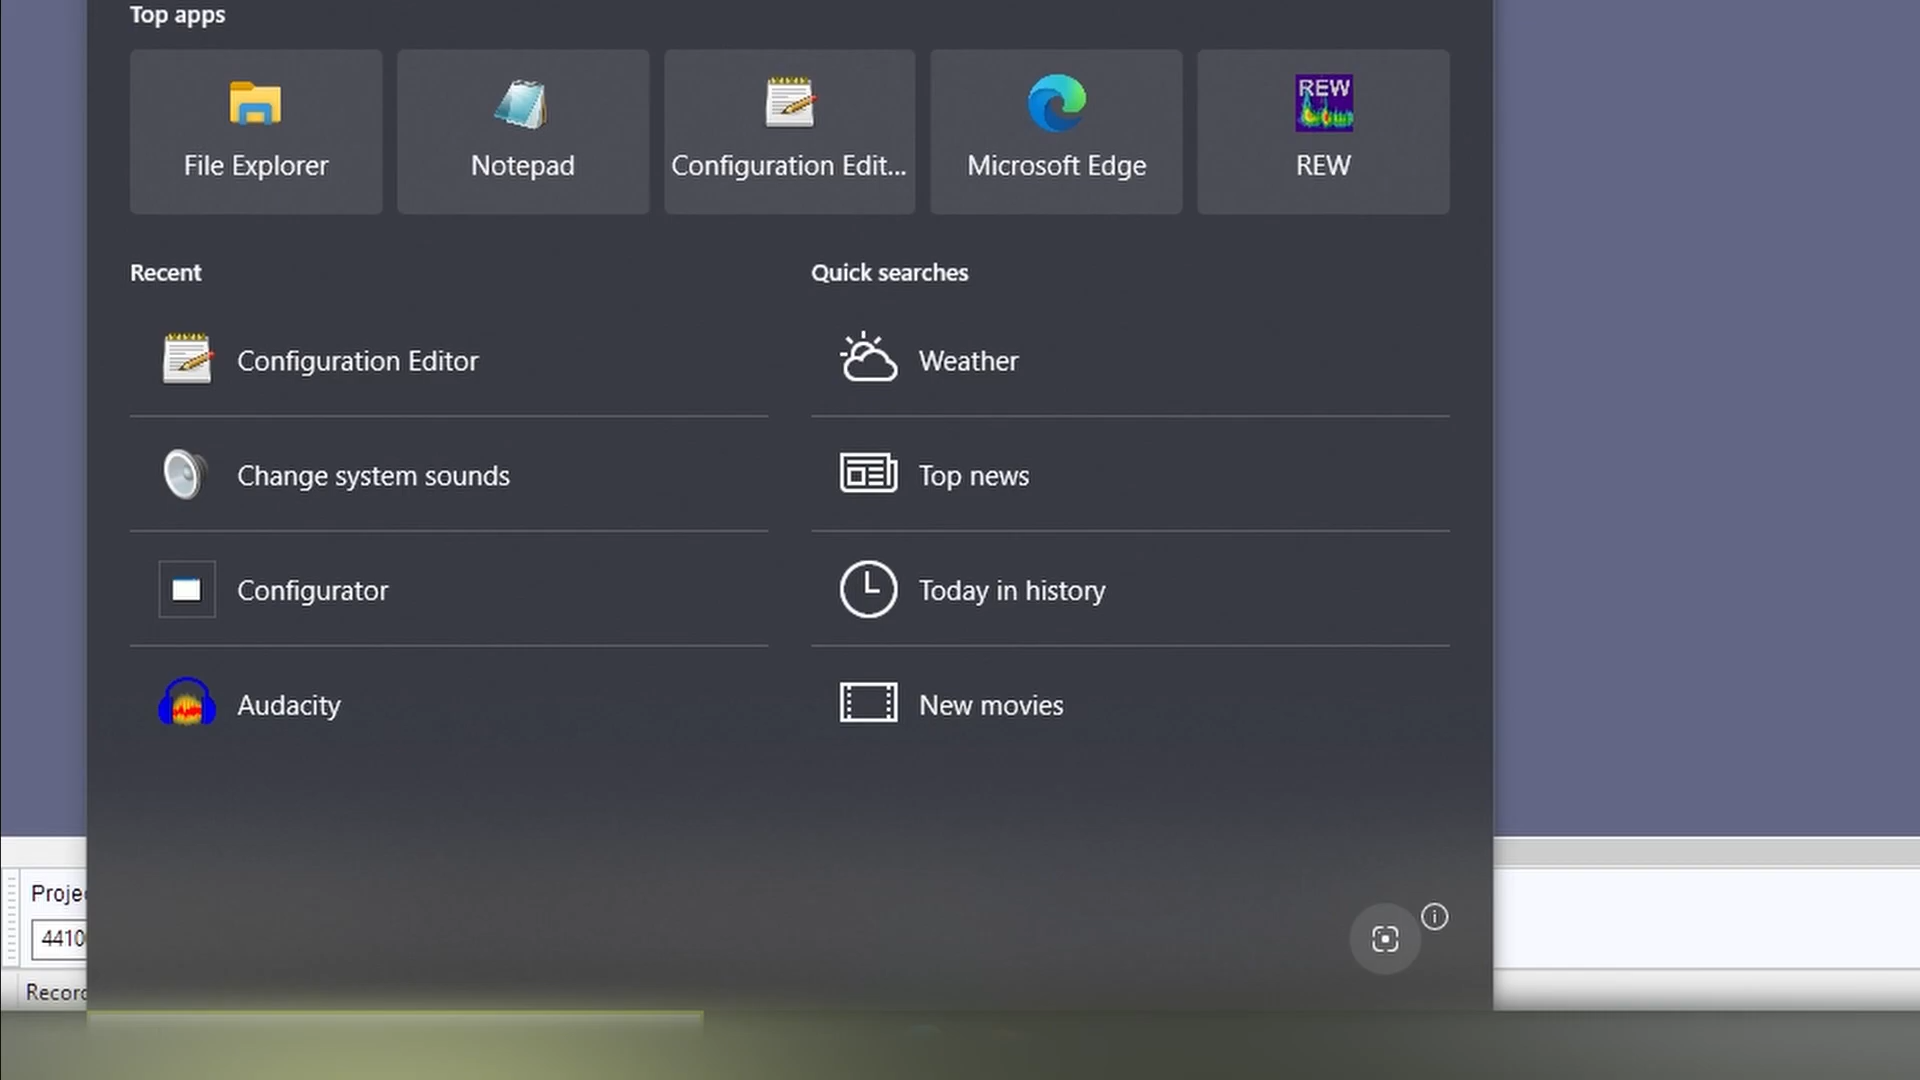 Top apps
REW
File Explorer
Notepad
Configuration Edit...
Microsoft Edge
REW
Recent
Quick searches
Configuration Editor
Weather
Change system sounds
Top news
Configurator
Today in history
Audacity
New movies
Proje
4410
Recor